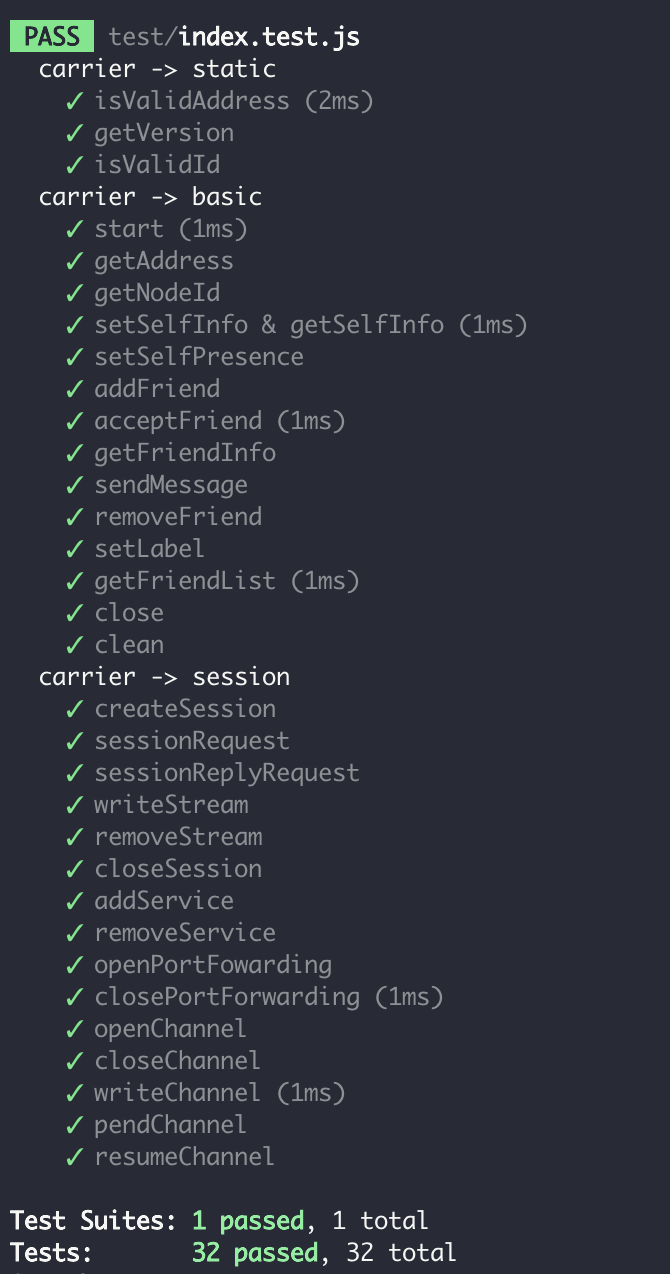 PASS test/index.test.js
carrier -> static
✓ isValidAddress (2ms)
✓ getVersion
✓ isValidId
carrier -> basic
✓ start (1ms)
✓ getAddress
✓ getNodeId
✓ setSelfInfo & getSelfInfo (1ms)
✓ setSelfPresence
✓ addFriend
✓ acceptFriend (1ms)
✓ getFriendInfo
✓ sendMessage
✓ removeFriend
✓ setLabel
✓ getFriendList (1ms)
✓ close
✓ clean
carrier -> session
✓ createSession
✓ sessionRequest
✓ sessionReplyRequest
✓ writeStream
✓ removeStream
✓ closeSession
✓ addService
✓ removeService
✓ openPortFowarding
✓ closePortForwarding (1ms)
✓ openChannel
✓ closeChannel
✓ writeChannel (1ms)
✓ pendChannel
✓ resumeChannel
Test Suites: 1 passed, 1 total
Tests: 32 passed, 32 total